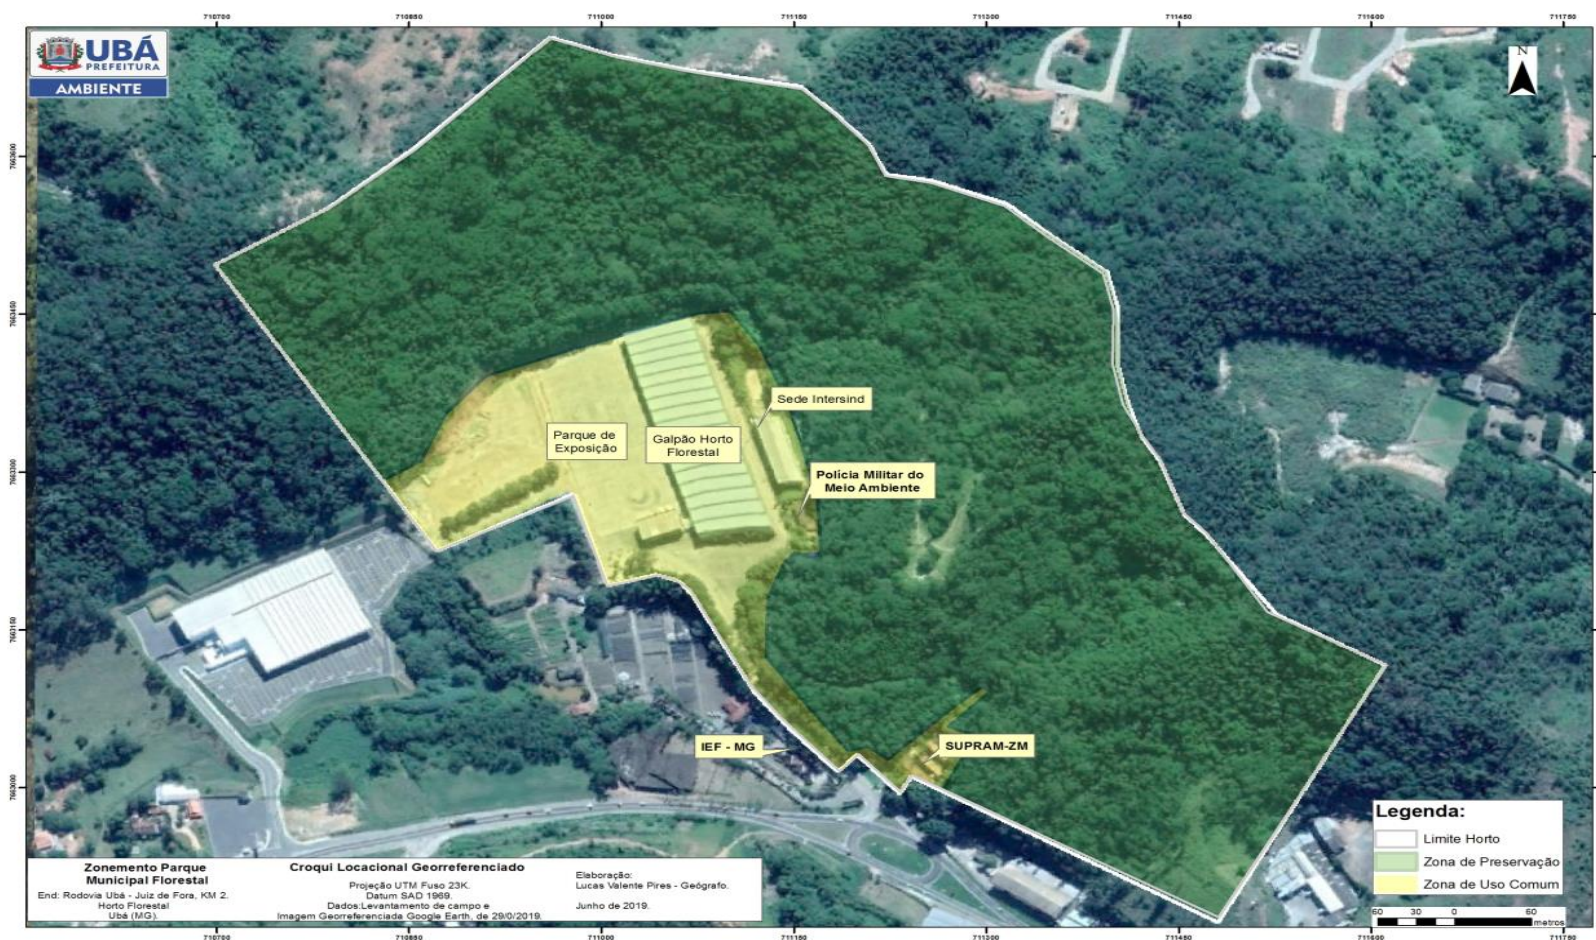 710700 710850 711000 711150 711300 711450 711600 711750
UBÁ
PREFEITURA
AMBIENTE
N
7663600
7663450
7663300
7663150
7663000
Sede Intersind
Parque de
Exposição
Galpão Horto
Florestal
Polícia Militar do
Meio Ambiente
IEF - MG
SUPRAM-ZM
Legenda:
Limite Horto
Zona de Preservação
Zona de Uso Comum
60 30 0 60
metros
Zonemento Parque
Municipal Florestal
End: Rodovia Ubá - Juiz de Fora, KM 2.
Horto Florestal
Ubá (MG).
Croqui Locacional Georreferenciado
Projeção UTM Fuso 23K.
Datum SAD 1969.
Dados:Levantamento de campo e
Imagem Georreferenciada Google Earth, de 29/0/2019.
Elaboração:
Lucas Valente Pires - Geógrafo.
Junho de 2019.
710700 710850 711000 711150 711300 711450 711600 711750